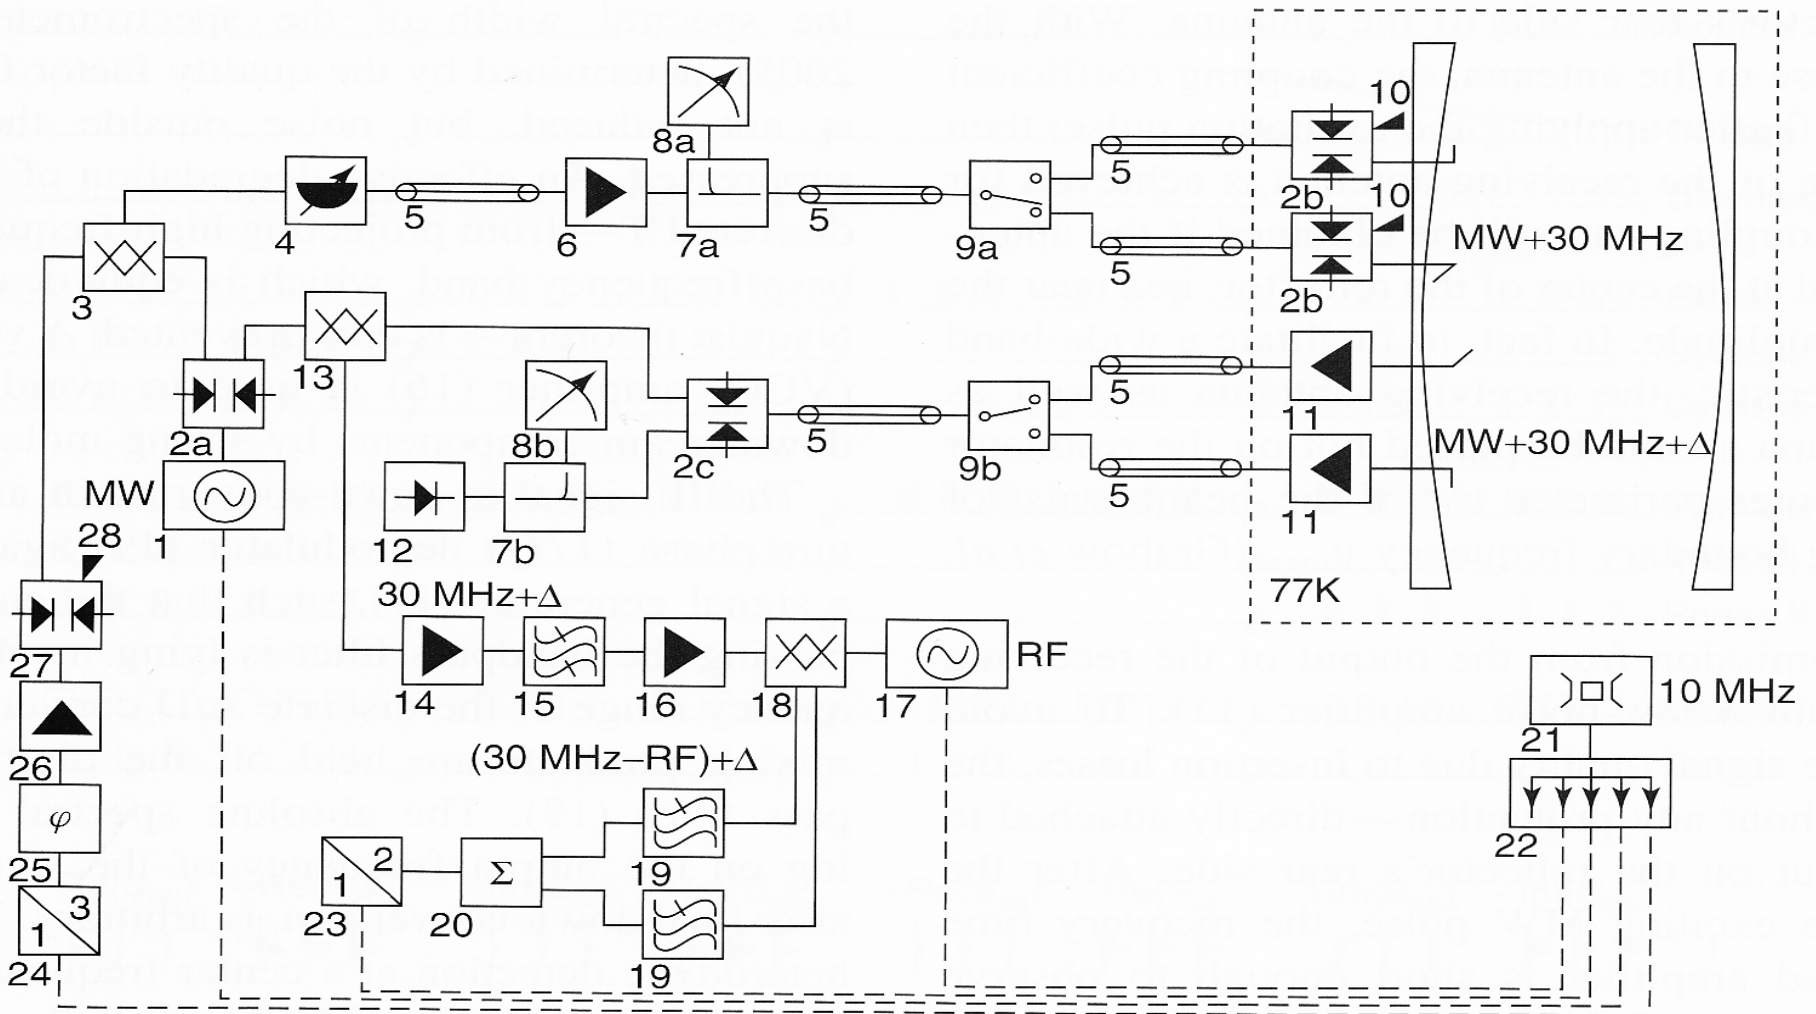 10
8a
5
5
5
2b
10
4
6
7a
9a
5
MW+30 MHz
3
2b
13
8b
5
5
11
2a
2c
9b
MW+30 MHz+Δ
MW
5
28
1
12
7b
11
30 MHz+Δ
77K
RF
27
14
15
16
18
17
10 MHz
21
26
(30 MHz–RF)+Δ
φ
25
1 2
Σ
19
22
1 3
23
20
24
19